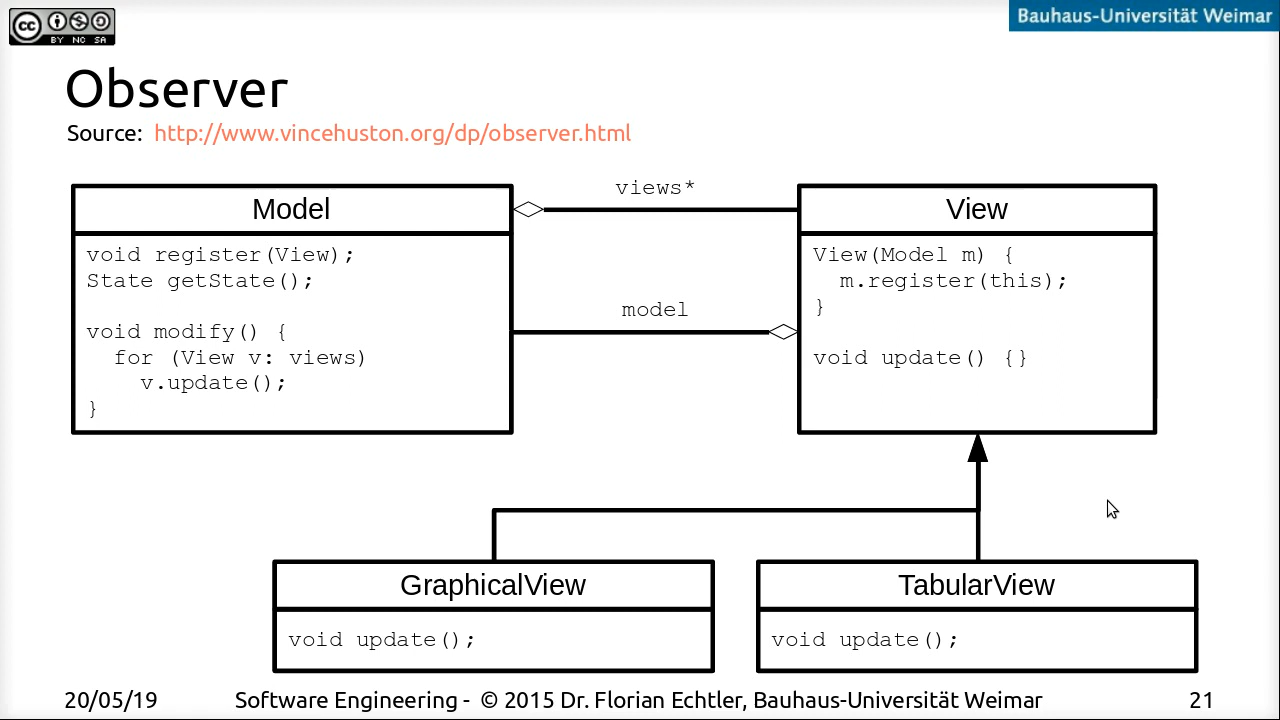 cc
BY NC SA
Bauhaus-Universität Weimar
Observer
Source: http://www.vincehuston.org/dp/observer.html
views*
Model
void register(View);
State getState();
void modify() {
for (View v: views)
v.update();
}
model
View
View(Model m) {
m.register(this);
}
void update() {}
GraphicalView
void update();
TabularView
void update();
20/05/19
Software Engineering - © 2015 Dr. Florian Echtler, Bauhaus-Universität Weimar
21